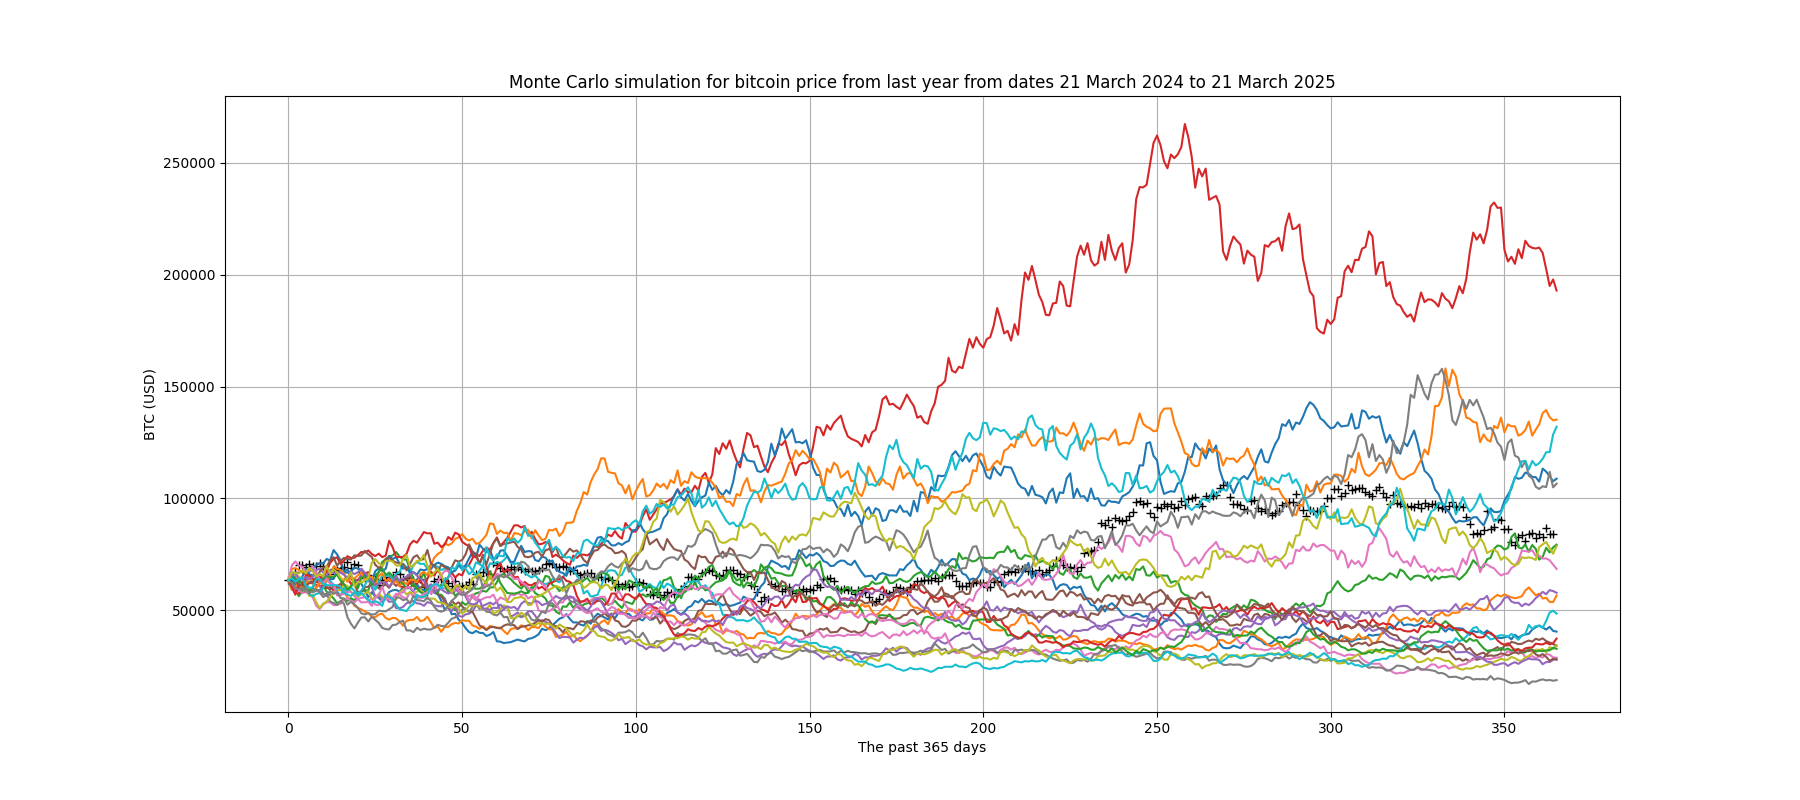 Monte Carlo simulation for bitcoin price from last year from dates 21 March 2024 to 21 March 2025
250000
200000
150000
100000
50000
BTC (USD)
0 50 100 150 200 250 300 350
The past 365 days